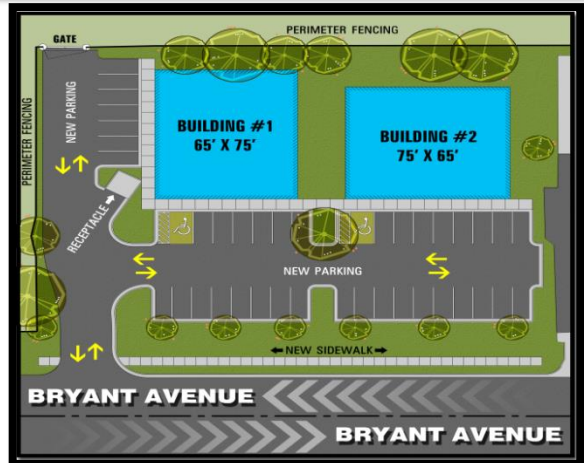 PERIMETER FENCING
GATE
NEW PARKING
PERIMETER FENCING
BUILDING #1
65' X 75'
BUILDING #2
75' X 65'
RECEPTACLE
NEW PARKING
NEW SIDEWALK
BRYANT AVENUE
BRYANT AVENUE